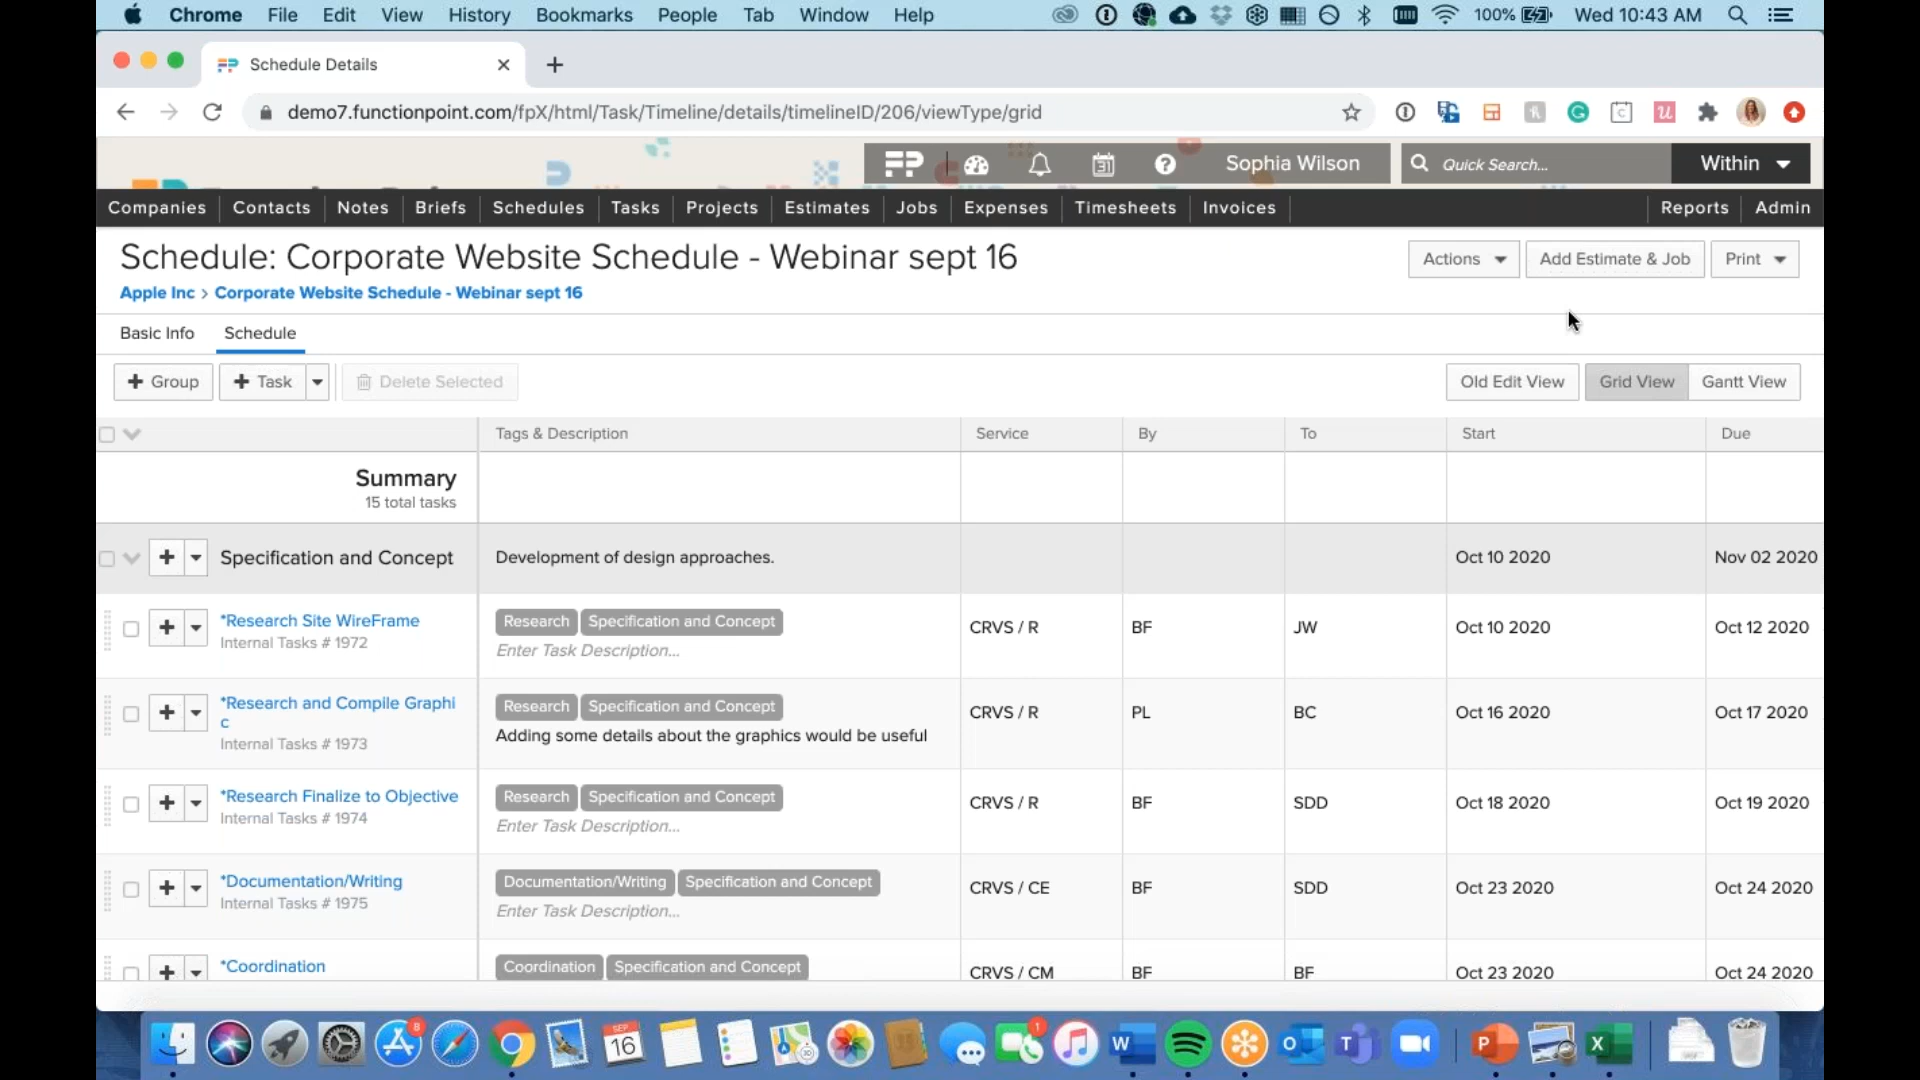 Chrome File Edit View History Bookmarks People Tab Window Help 100% Wed 10:43 AM
Schedule Details
demo7.functionpoint.com/fpX/html/Task/Timeline/details/timelineID/206/viewType/grid
FP 31 Sophia Wilson Quick Search... Within
Companies Contacts Notes Briefs Schedules Tasks Projects Estimates Jobs Expenses Timesheets Invoices Reports Admin
Schedule: Corporate Website Schedule - Webinar sept 16
Actions Add Estimate & Job Print
Apple Inc > Corporate Website Schedule - Webinar sept 16
Basic Info Schedule
+ Group + Task Delete Selected Old Edit View Grid View Gantt View
Tags & Description Service By To Start Due
Summary
15 total tasks
Specification and Concept Development of design approaches. Oct 10 2020 Nov 02 2020
*Research Site WireFrame Research Specification and Concept CRVS / R BF JW Oct 10 2020 Oct 12 2020
Internal Tasks # 1972 Enter Task Description...
*Research and Compile Graphi Research Specification and Concept CRVS / R PL BC Oct 16 2020 Oct 17 2020
c
Internal Tasks # 1973 Adding some details about the graphics would be useful
*Research Finalize to Objective Research Specification and Concept CRVS / R BF SDD Oct 18 2020 Oct 19 2020
Internal Tasks # 1974 Enter Task Description...
*Documentation/Writing Documentation/Writing Specification and Concept CRVS / CE BF SDD Oct 23 2020 Oct 24 2020
Internal Tasks # 1975 Enter Task Description...
*Coordination Coordination Specification and Concept CRVS / CM BF BF Oct 23 2020 Oct 24 2020
8 SEP 16 1 W O T P X